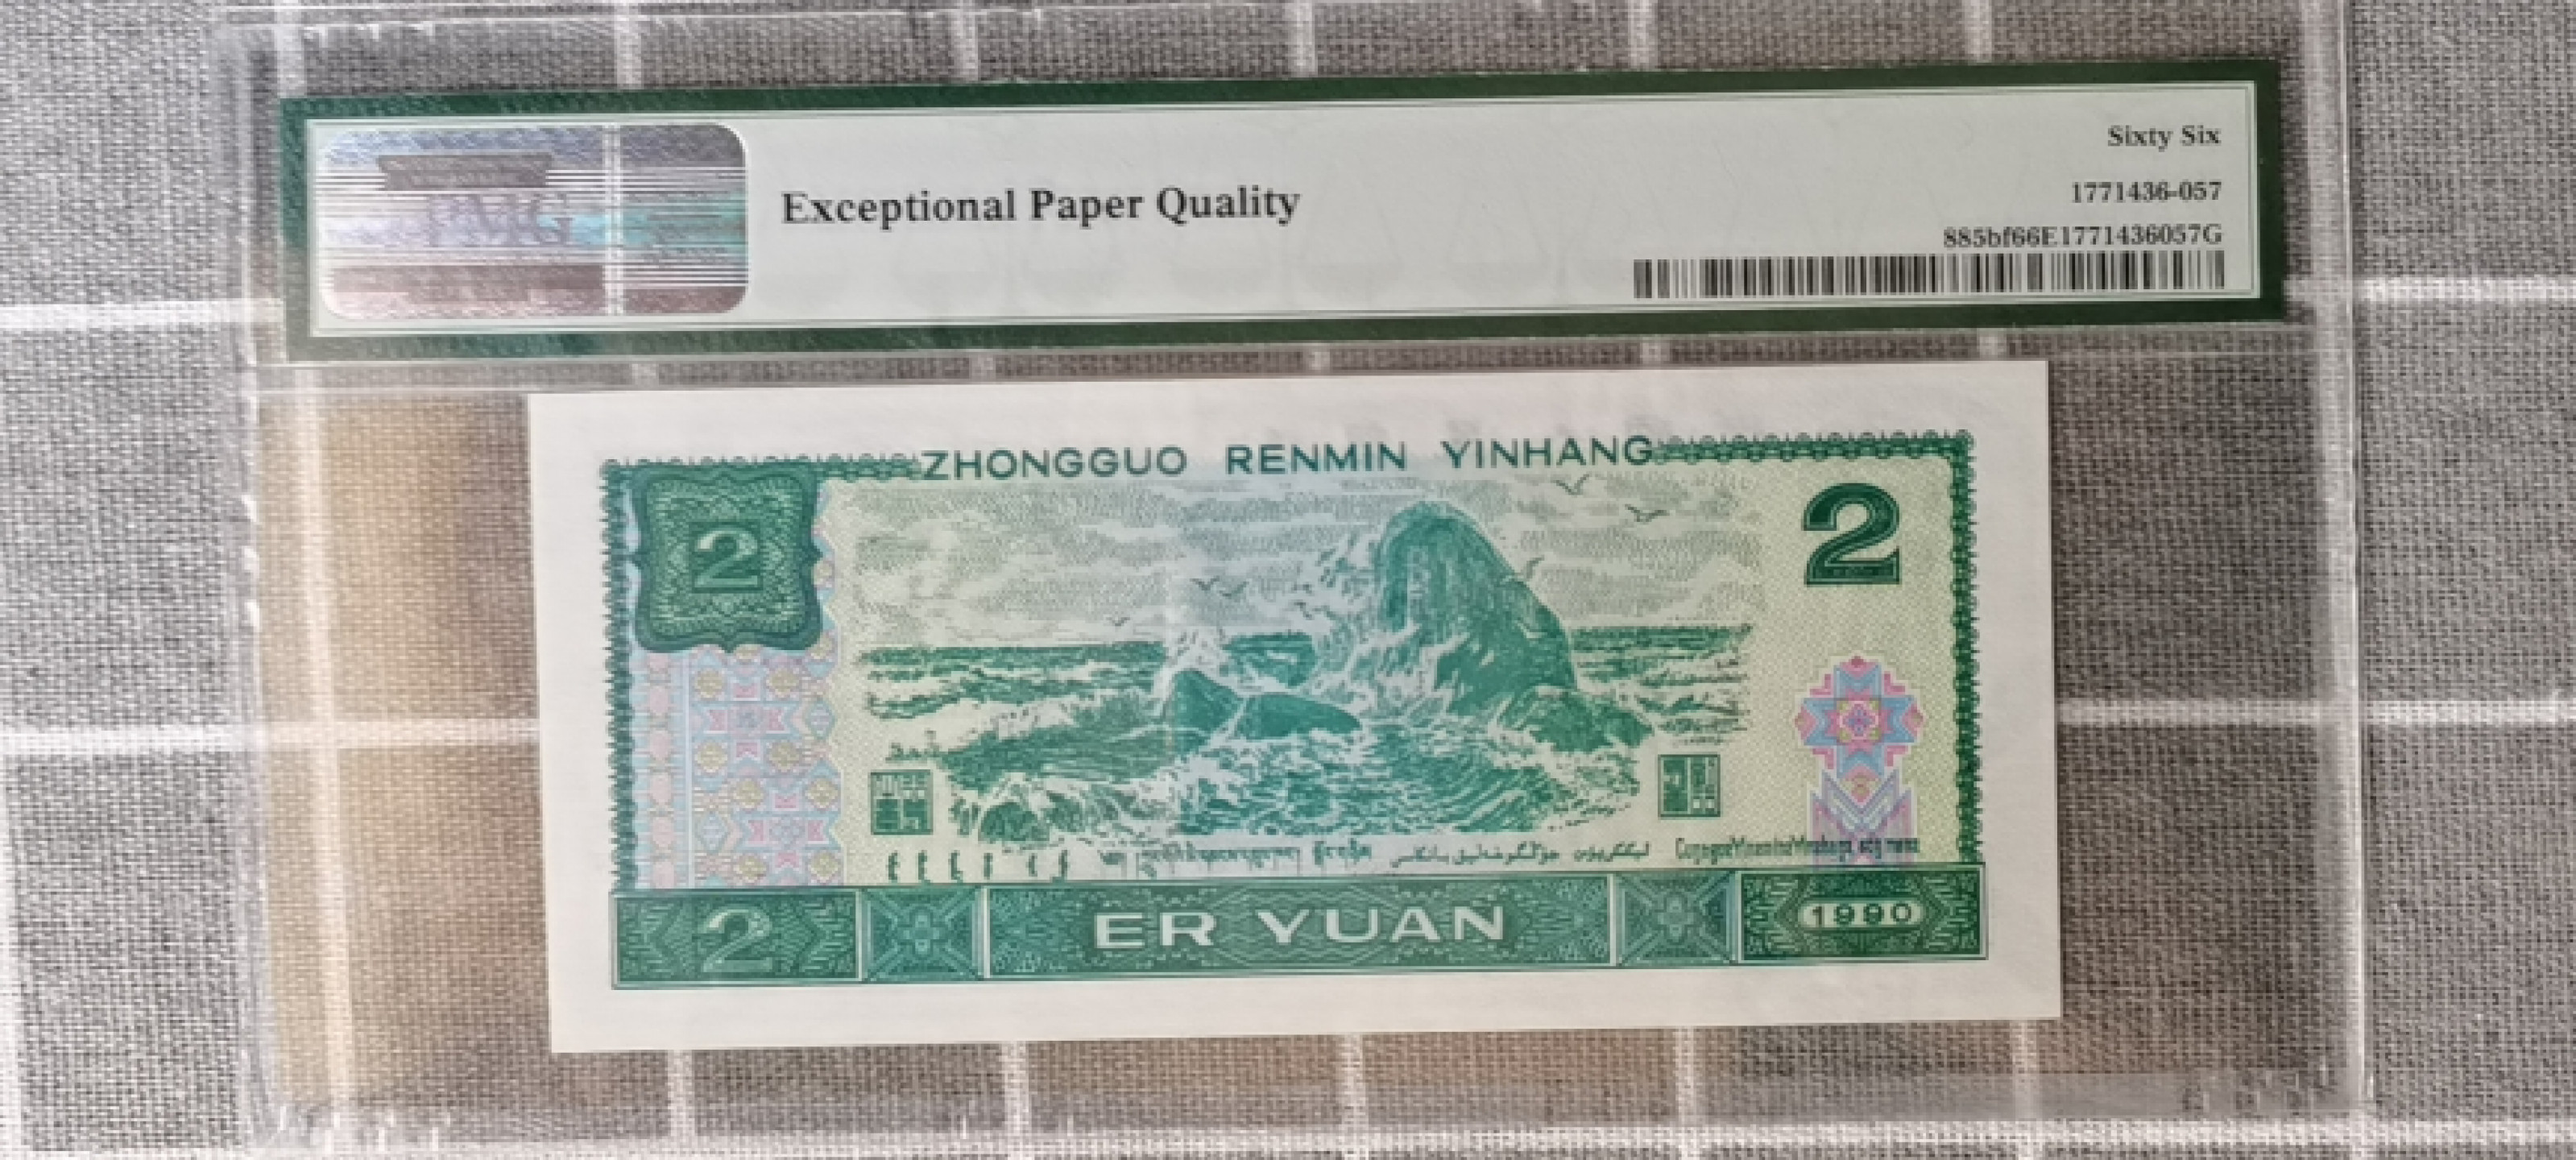 Sixty Six
1771436-057
Exceptional Paper Quality
885bf66E1771436057G
ZHONGGUO RENMIN YINHANG
2
2
2
ER YUAN
1990